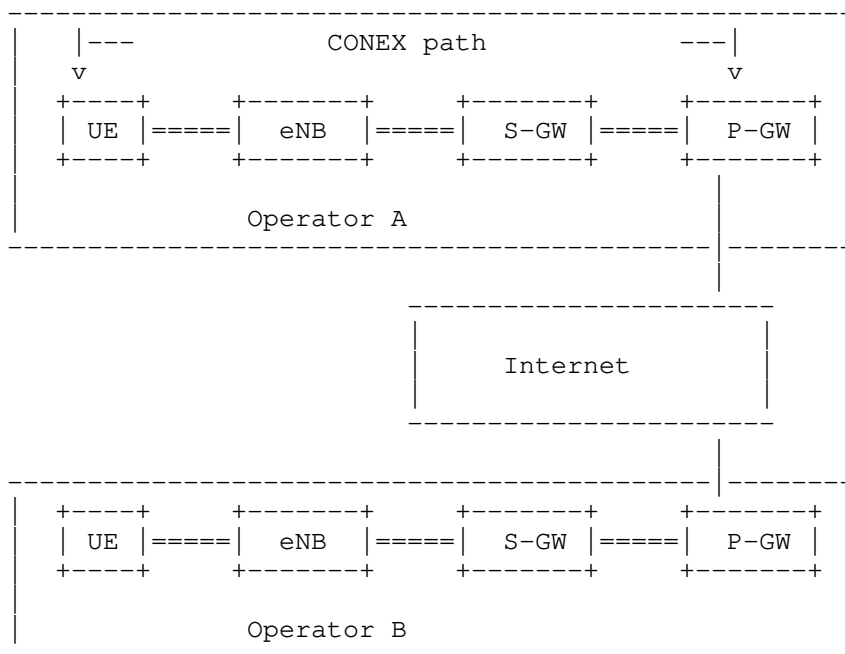 CONEX path
v v
UE eNB S-GW P-GW
Operator A
Internet
UE eNB S-GW P-GW
Operator B